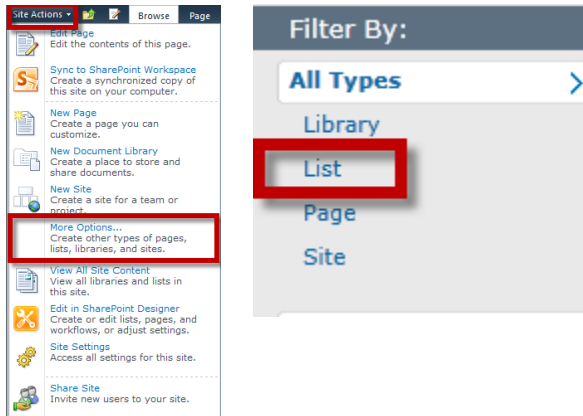 Site Actions
Browse
Page
Edit Page
Edit the contents of this page.
Sync to SharePoint Workspace
Create a synchronized copy of
this site on your computer.
New Page
Create a page you can
customize.
New Document Library
Create a place to store and
share documents.
New Site
Create a site for a team or
project.
More Options...
Create other types of pages,
lists, libraries, and sites.
View All Site Content
View all libraries and lists in
this site.
Edit in SharePoint Designer
Create or edit lists, pages, and
workflows, or adjust settings.
Site Settings
Access all settings for this site.
Share Site
Invite new users to your site.
Filter By:
All Types
Library
List
Page
Site